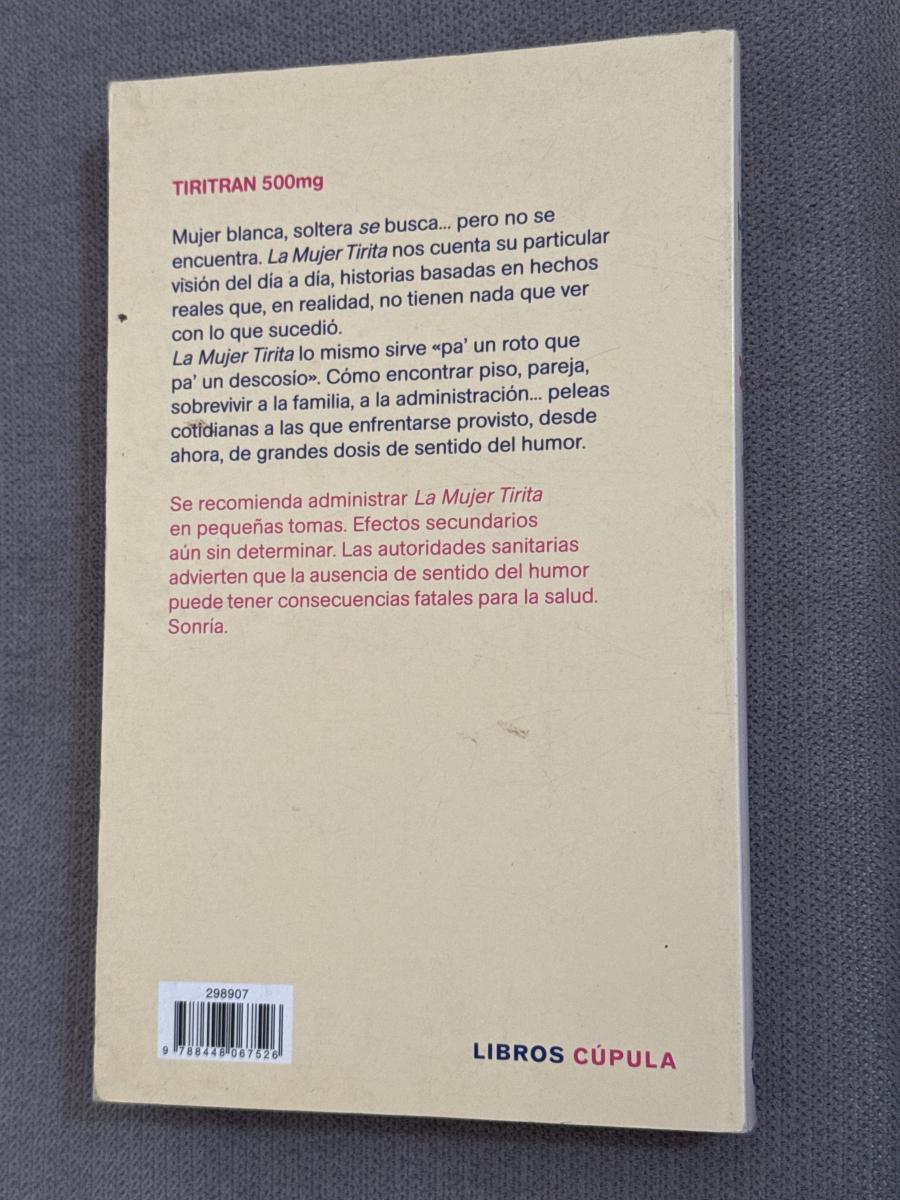 TIRITRAN 500mg
Mujer blanca, soltera se busca... pero no se
encuentra. La Mujer Tirita nos cuenta su particular
visión del día a día, historias basadas en hechos
reales que, en realidad, no tienen nada que ver
con lo que sucedió.
La Mujer Tirita lo mismo sirve «pa' un roto que
pa' un descosío». Cómo encontrar piso, pareja,
sobrevivir a la familia, a la administración... peleas
cotidianas a las que enfrentarse provisto, desde
ahora, de grandes dosis de sentido del humor.
Se recomienda administrar La Mujer Tirita
en pequeñas tomas. Efectos secundarios
aún sin determinar. Las autoridades sanitarias
advierten que la ausencia de sentido del humor
puede tener consecuencias fatales para la salud.
Sonría.
298907
9 788448 067526
LIBROS CÚPULA